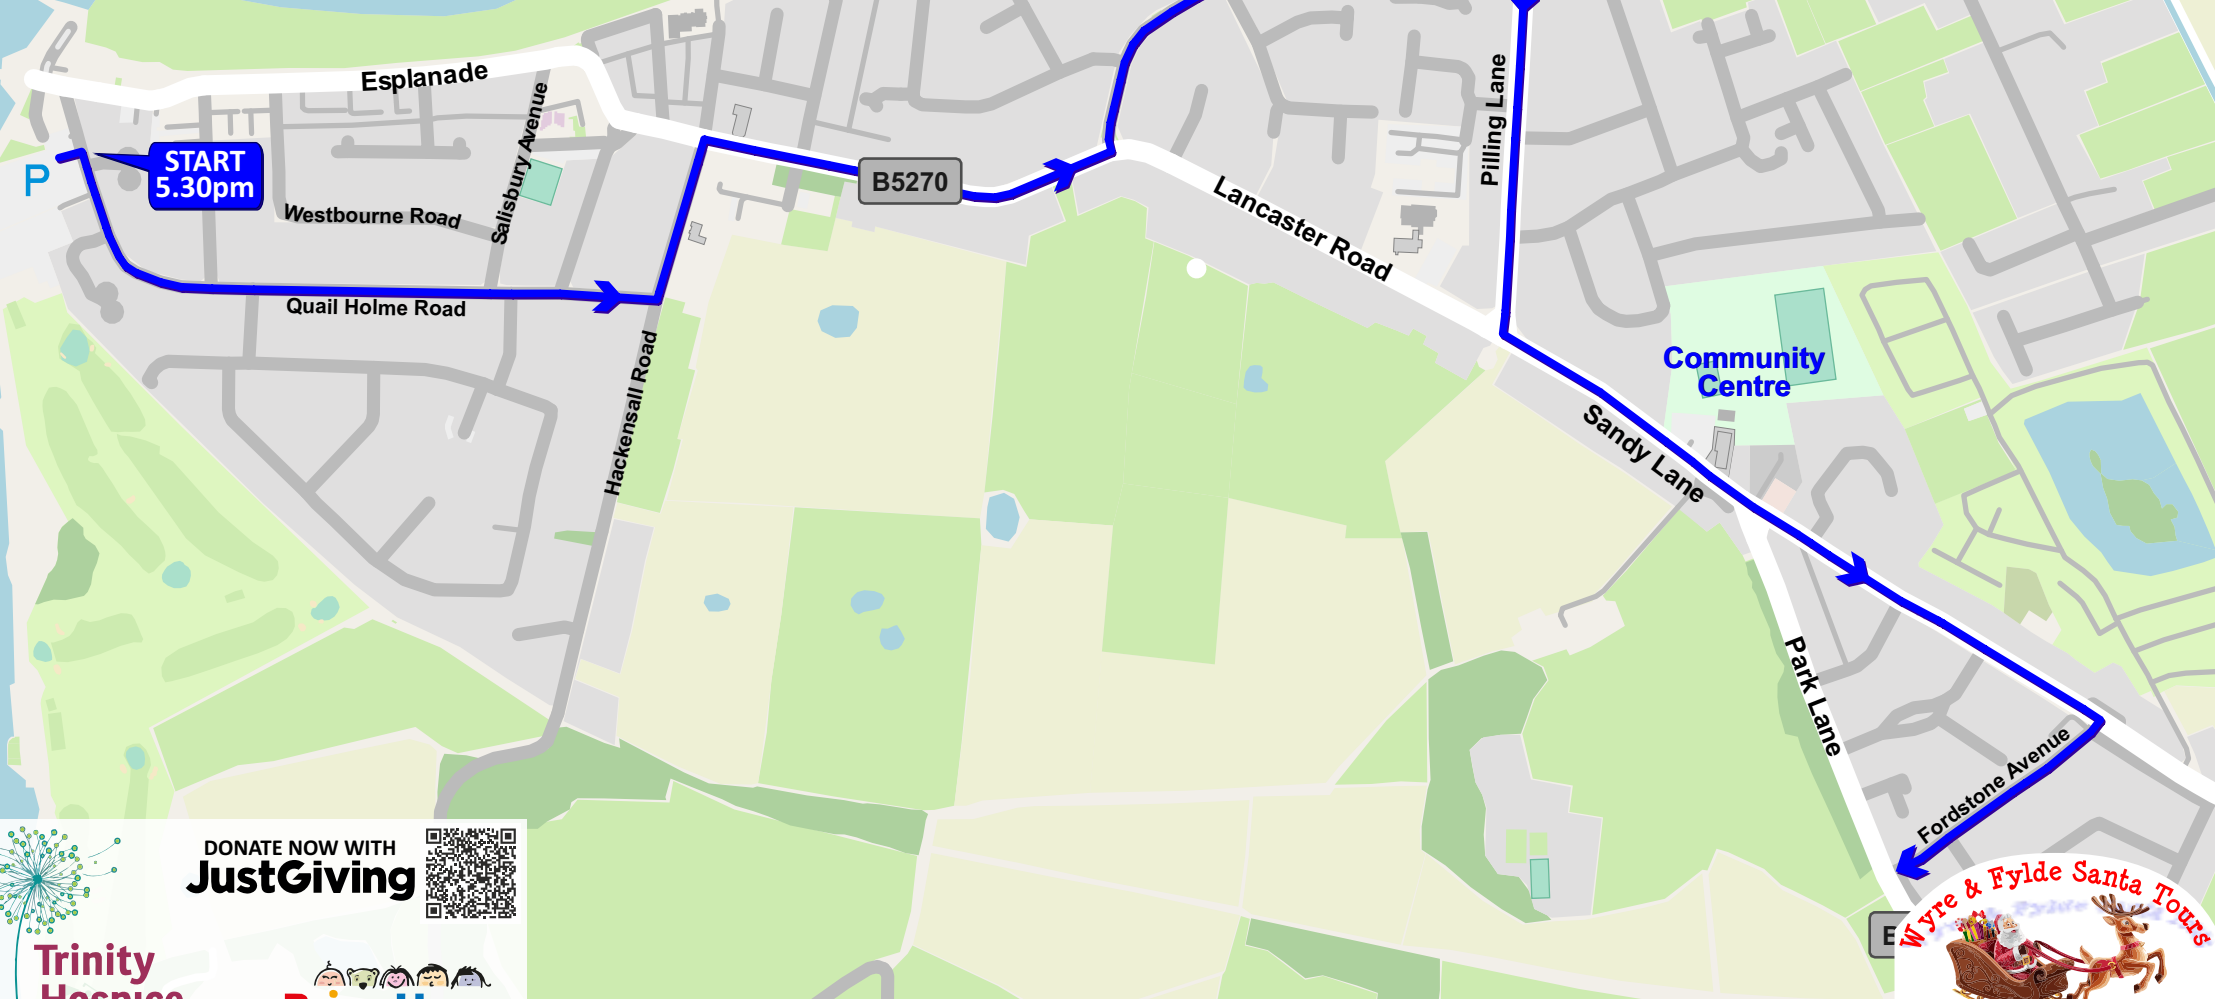 Esplanade
Salisbury Avenue
Pilling Lane
P
START
5.30pm
B5270
Westbourne Road
Lancaster Road
Quail Holme Road
Hackensall Road
Community
Centre
Sandy Lane
Park Lane
Fordstone Avenue
DONATE NOW WITH
JustGiving
Trinity
Hospice
Wyre & Fylde Santa Tours